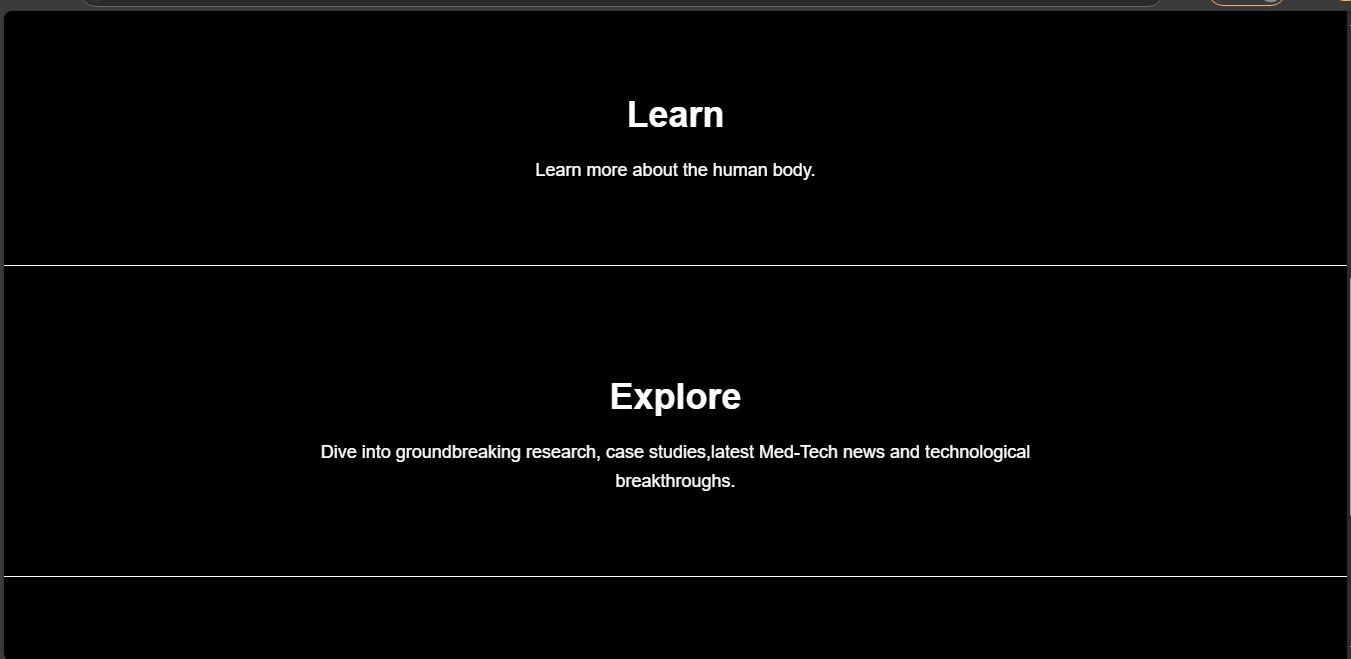 Learn
Learn more about the human body.
Explore
Dive into groundbreaking research, case studies,latest Med-Tech news and technological
breakthroughs.